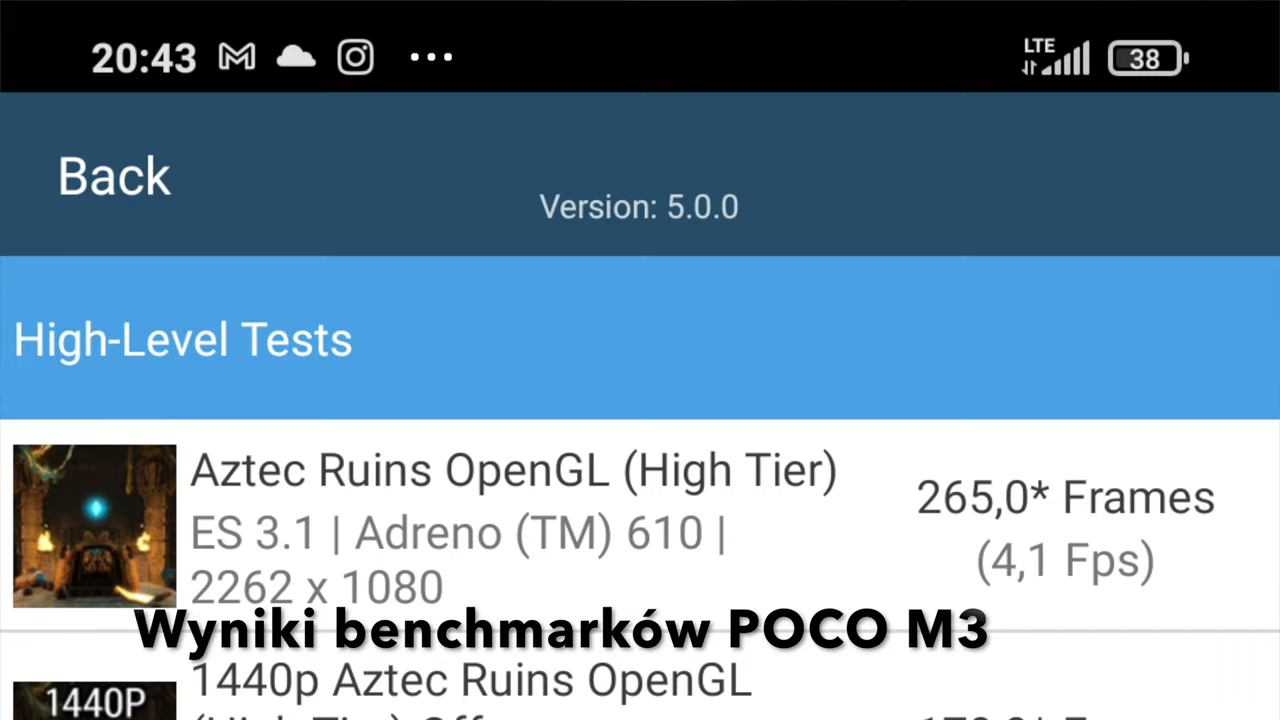 20:43 LTE 38
Back
Version: 5.0.0
High-Level Tests
Aztec Ruins OpenGL (High Tier)
265,0* Frames
ES 3.1 | Adreno (TM) 610 |
(4,1 Fps)
2262 x 1080
Wyniki benchmarków POCO M3
1440P
1440p Aztec Ruins OpenGL